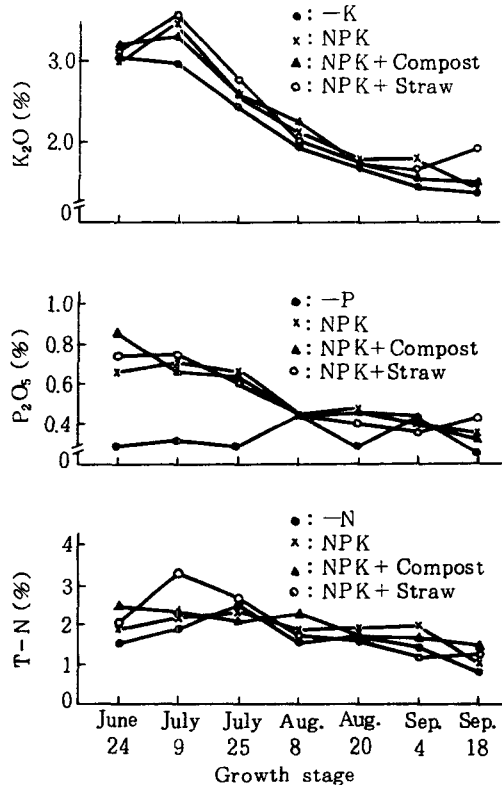 K₂O (%)
3.0
2.0
0
●: −K
×: NPK
▲: NPK+Compost
○: NPK+Straw
P₂O₅ (%)
1.0
0.8
0.6
0.4
0
●: −P
×: NPK
▲: NPK+Compost
○: NPK+Straw
T−N (%)
4
3
2
1
0
●: −N
×: NPK
▲: NPK+ Compost
○: NPK+Straw
June July July Aug. Aug. Sep. Sep.
24 9 25 8 20 4 18
Growth stage